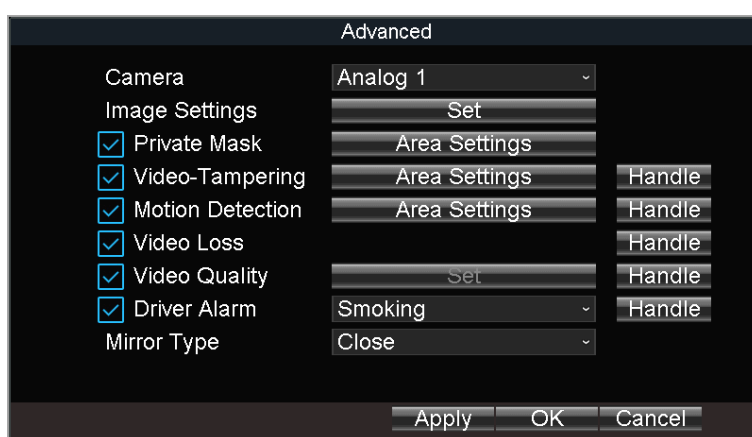 Advanced
Camera Analog 1
Image Settings Set
Private Mask Area Settings
Video-Tampering Area Settings Handle
Motion Detection Area Settings Handle
Video Loss Handle
Video Quality Set Handle
Driver Alarm Smoking Handle
Mirror Type Close
Apply OK Cancel